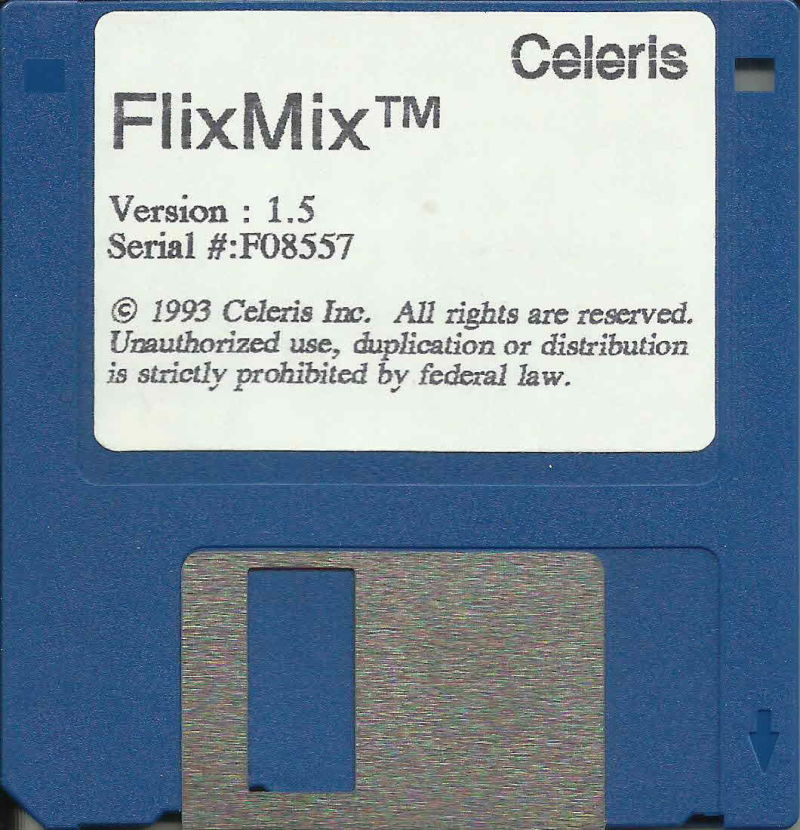 Celeris
FlixMix™
Version : 1.5
Serial #:F08557
© 1993 Celeris Inc. All rights are reserved.
Unauthorized use, duplication or distribution
is strictly prohibited by federal law.